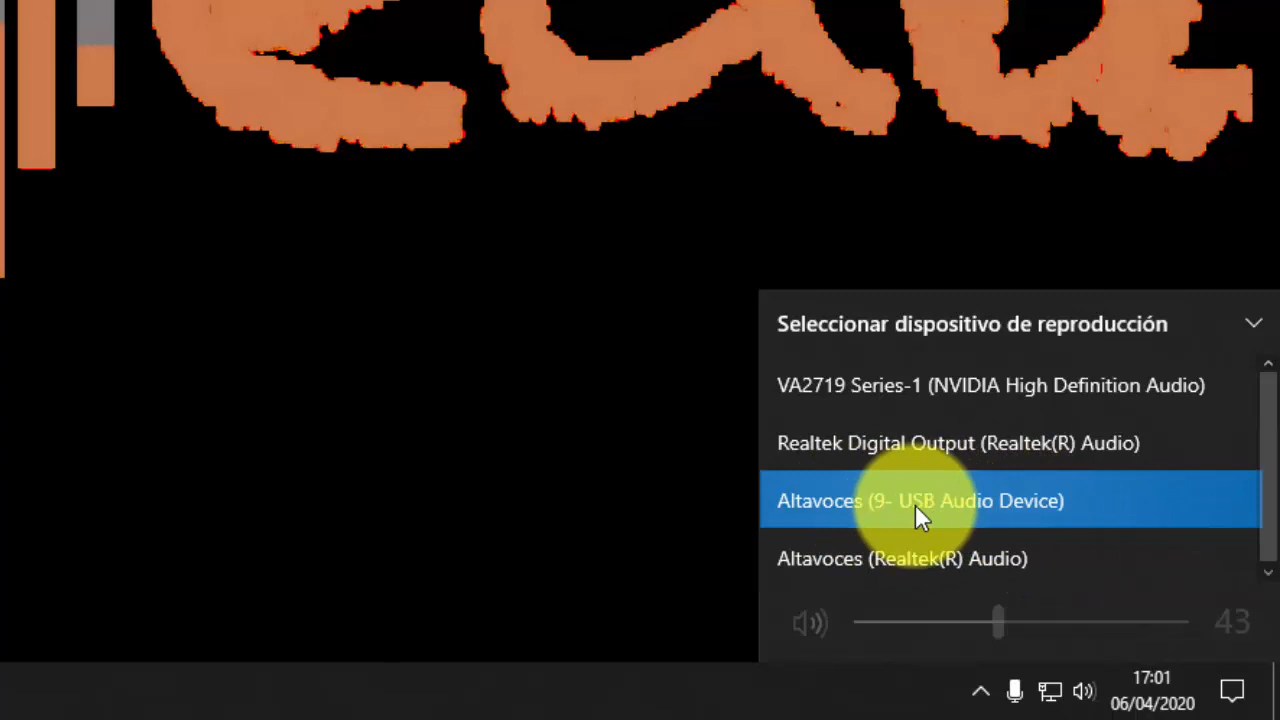 Seleccionar dispositivo de reproducción
VA2719 Series-1 (NVIDIA High Definition Audio)
Realtek Digital Output (Realtek(R) Audio)
Altavoces (9- USB Audio Device)
Altavoces (Realtek(R) Audio)
43
17:01
06/04/2020